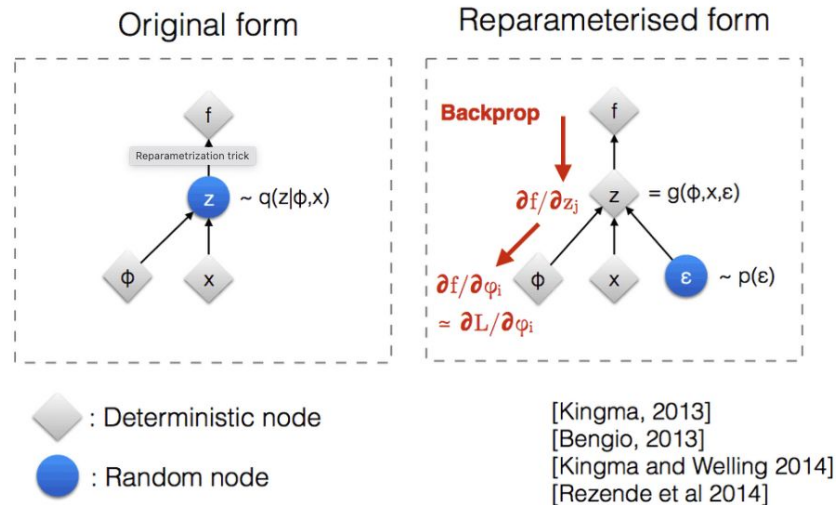 Original form
f
Reparametrization trick
z ~ q(z|ϕ,x)
ϕ x
Reparameterised form
Backprop
f
∂f/∂zⱼ
z = g(ϕ,x,ε)
∂f/∂φᵢ
≃ ∂L/∂φᵢ
ϕ x ε ~ p(ε)
: Deterministic node
: Random node
[Kingma, 2013]
[Bengio, 2013]
[Kingma and Welling 2014]
[Rezende et al 2014]